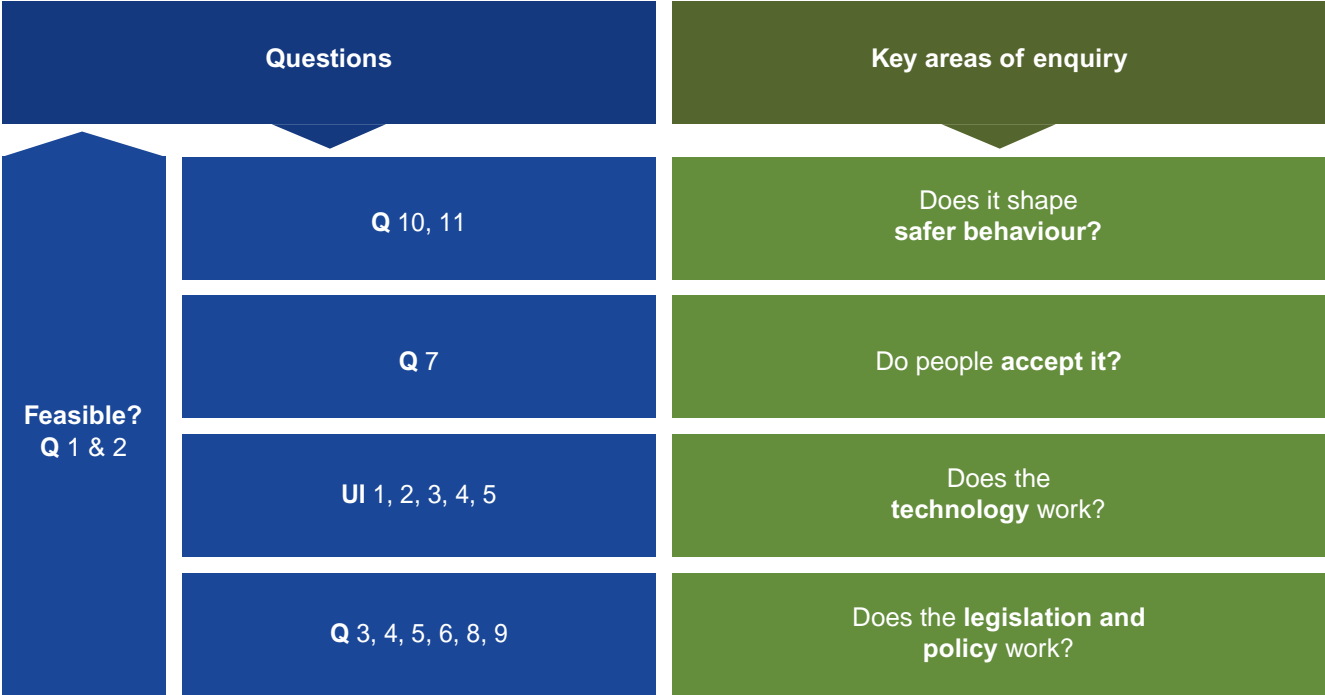 Questions
Key areas of enquiry
Feasible?
Q 1 & 2
Q 10, 11
Does it shape
safer behaviour?
Q 7
Do people accept it?
UI 1, 2, 3, 4, 5
Does the
technology work?
Q 3, 4, 5, 6, 8, 9
Does the legislation and
policy work?